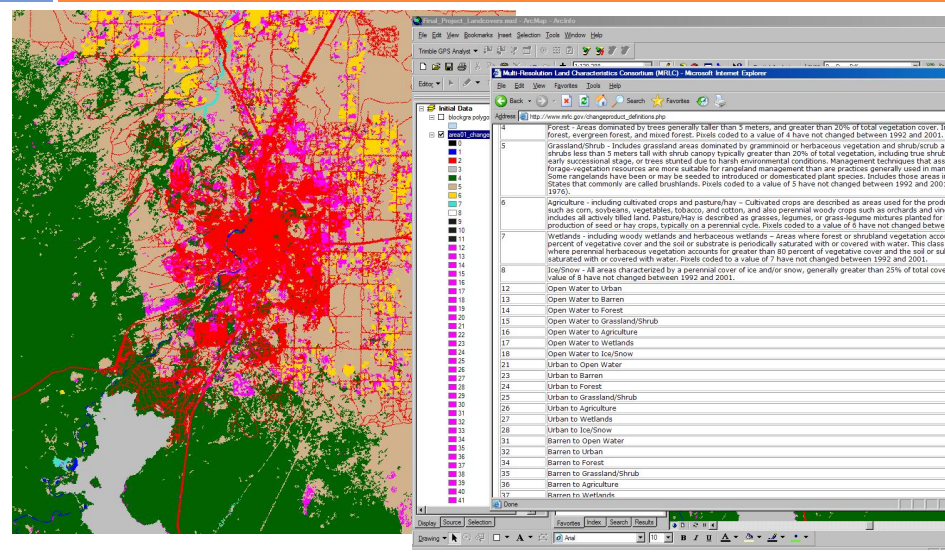 Final_Project_Landcovers.mxd - ArcMap - ArcInfo
File Edit View Bookmarks Insert Selection Tools Window Help
Trimble GPS Analyst
Editor
Initial Data
blockgre polygo
area01_change
0
1
2
3
4
5
6
7
8
9
10
11
12
13
14
15
16
17
18
19
20
21
22
23
24
25
26
27
28
29
30
31
32
33
34
35
36
37
38
39
40
41
Display Source Selection
Multi-Resolution Land Characteristics Consortium (MRLC) - Microsoft Internet Explorer
File Edit View Favorites Tools Help
Back Search Favorites
Address http://www.mrlc.gov/changeproduct_definitions.php
4 Forest - Areas dominated by trees generally taller than 5 meters, and greater than 20% of total vegetation cover.
forest, evergreen forest, and mixed forest. Pixels coded to a value of 4 have not changed between 1992 and 2001.
5 Grassland/Shrub - Includes grassland areas dominated by gramminoid or herbaceous vegetation and shrub/scrub a
shrubs less than 5 meters tall with shrub canopy typically greater than 20% of total vegetation, including true shrub
early successional stage, or trees stunted due to harsh environmental conditions. Management techniques that ass
forage-vegetation resources are more suitable for rangeland management than are practices generally used in man
Some rangelands have been or may be seeded to introduced or domesticated plant species. Includes those areas i
States that commonly are called brushlands. Pixels coded to a value of 5 have not changed between 1992 and 200
1976).
6 Agriculture - including cultivated crops and pasture/hay – Cultivated crops are described as areas used for the prod
such as corn, soybeans, vegetables, tobacco, and cotton, and also perennial woody crops such as orchards and vin
includes all actively tilled land. Pasture/Hay is described as grasses, legumes, or grass-legume mixtures planted for
production of seed or hay crops, typically on a perennial cycle. Pixels coded to a value of 6 have not changed betwe
7 Wetlands - including woody wetlands and herbaceous wetlands – Areas where forest or shrubland vegetation accou
percent of vegetative cover and the soil or substrate is periodically saturated with or covered with water. This class
where perennial herbaceous vegetation accounts for greater than 80 percent of vegetative cover and the soil or sul
saturated with or covered with water. Pixels coded to a value of 7 have not changed between 1992 and 2001.
8 Ice/Snow - All areas characterized by a perennial cover of ice and/or snow, generally greater than 25% of total cove
value of 8 have not changed between 1992 and 2001.
12 Open Water to Urban
13 Open Water to Barren
14 Open Water to Forest
15 Open Water to Grassland/Shrub
16 Open Water to Agriculture
17 Open Water to Wetlands
18 Open Water to Ice/Snow
21 Urban to Open Water
23 Urban to Barren
24 Urban to Forest
25 Urban to Grassland/Shrub
26 Urban to Agriculture
27 Urban to Wetlands
28 Urban to Ice/Snow
31 Barren to Open Water
32 Barren to Urban
34 Barren to Forest
35 Barren to Grassland/Shrub
36 Barren to Agriculture
37 Barren to Wetlands
Done
Favorites Index Search Results
Drawing A Arial 10 B I U A